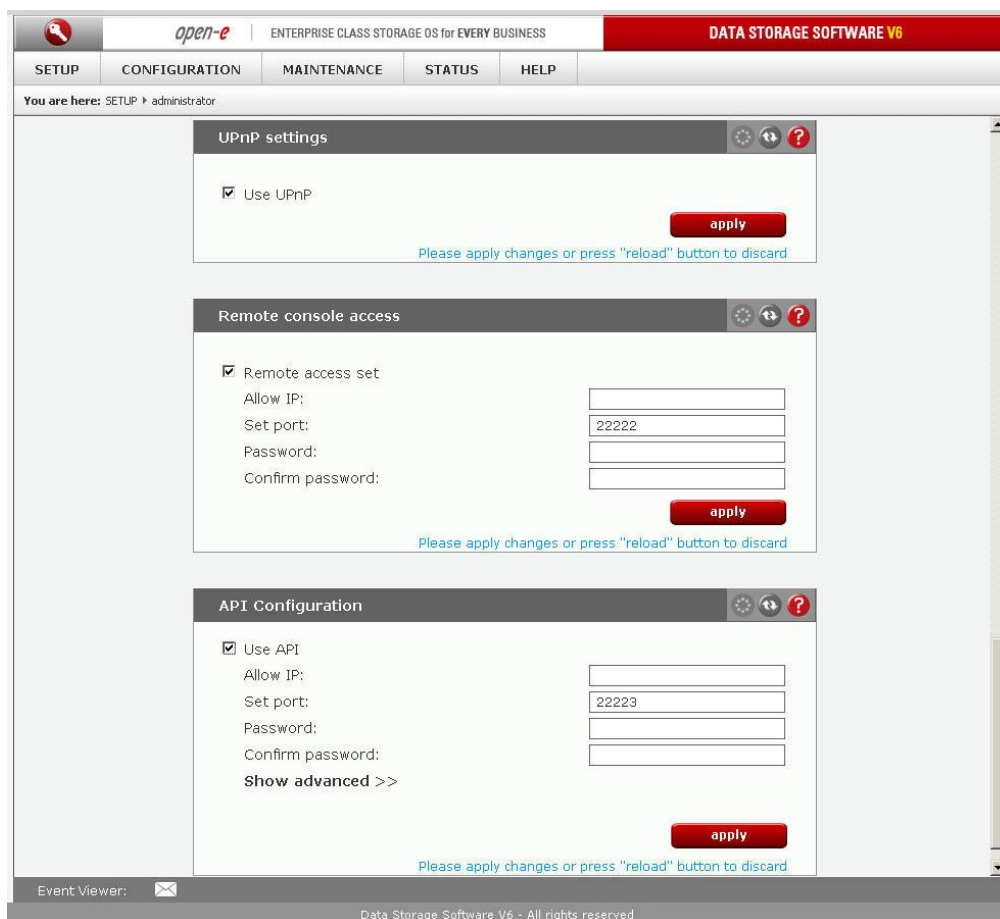 open-e ENTERPRISE CLASS STORAGE OS for EVERY BUSINESS DATA STORAGE SOFTWARE V6
SETUP CONFIGURATION MAINTENANCE STATUS HELP
You are here: SETUP administrator
UPnP settings ?
Use UPnP
apply
Please apply changes or press "reload" button to discard
Remote console access ?
Remote access set
Allow IP:
Set port: 22222
Password:
Confirm password:
apply
Please apply changes or press "reload" button to discard
API Configuration ?
Use API
Allow IP:
Set port: 22223
Password:
Confirm password:
Show advanced >>
apply
Please apply changes or press "reload" button to discard
Event Viewer:
Data Storage Software V6 - All rights reserved